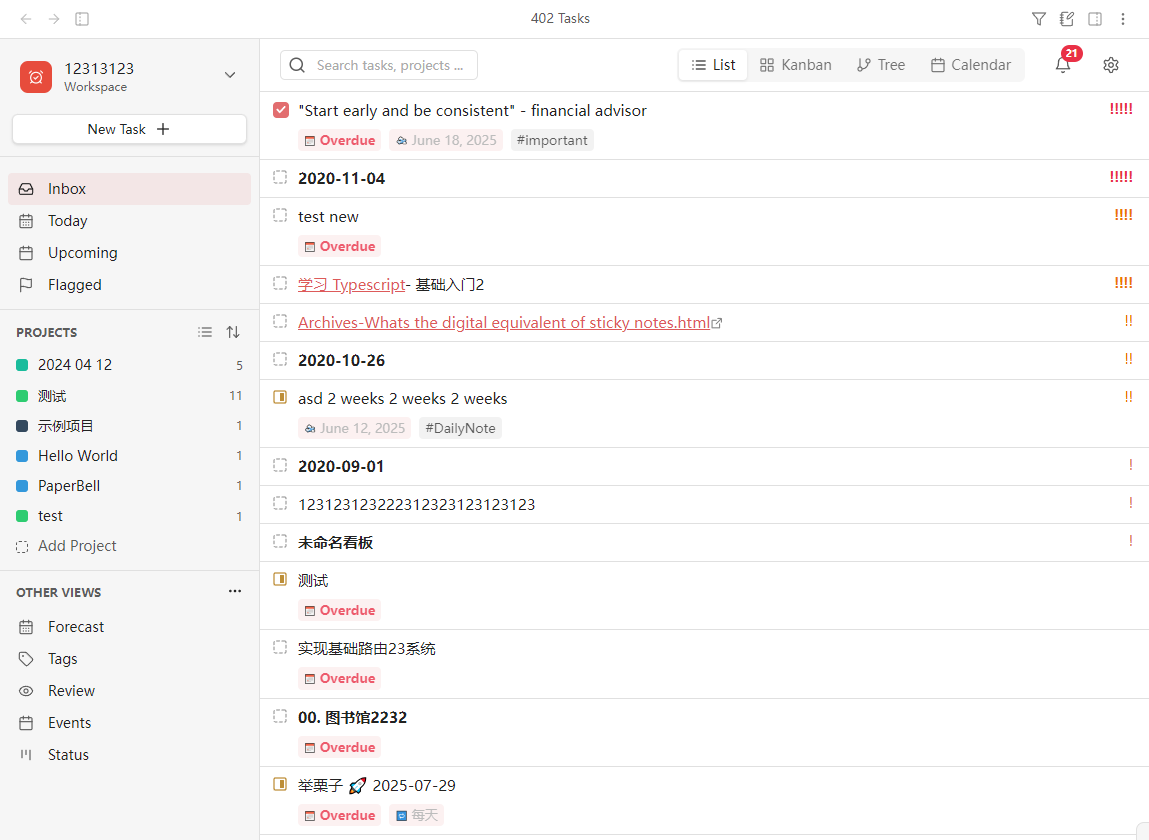 402 Tasks
12313123
Workspace
New Task
Inbox
Today
Upcoming
Flagged
PROJECTS
2024 04 12 5
测试 11
示例项目 1
Hello World 1
PaperBell 1
test 1
Add Project
OTHER VIEWS
Forecast
Tags
Review
Events
Status
Search tasks, projects ...
List Kanban Tree Calendar 21
"Start early and be consistent" - financial advisor !!!!!
Overdue June 18, 2025 #important
2020-11-04 !!!!!
test new !!!!
Overdue
学习 Typescript- 基础入门2 !!!!
Archives-Whats the digital equivalent of sticky notes.html !!
2020-10-26 !!
asd 2 weeks 2 weeks 2 weeks !!
June 12, 2025 #DailyNote
2020-09-01 !
1231231232223123231231231​23 !
未命名看板 !
测试
Overdue
实现基础路由23系统
Overdue
00. 图书馆2232
Overdue
举栗子 🚀 2025-07-29
Overdue 每天